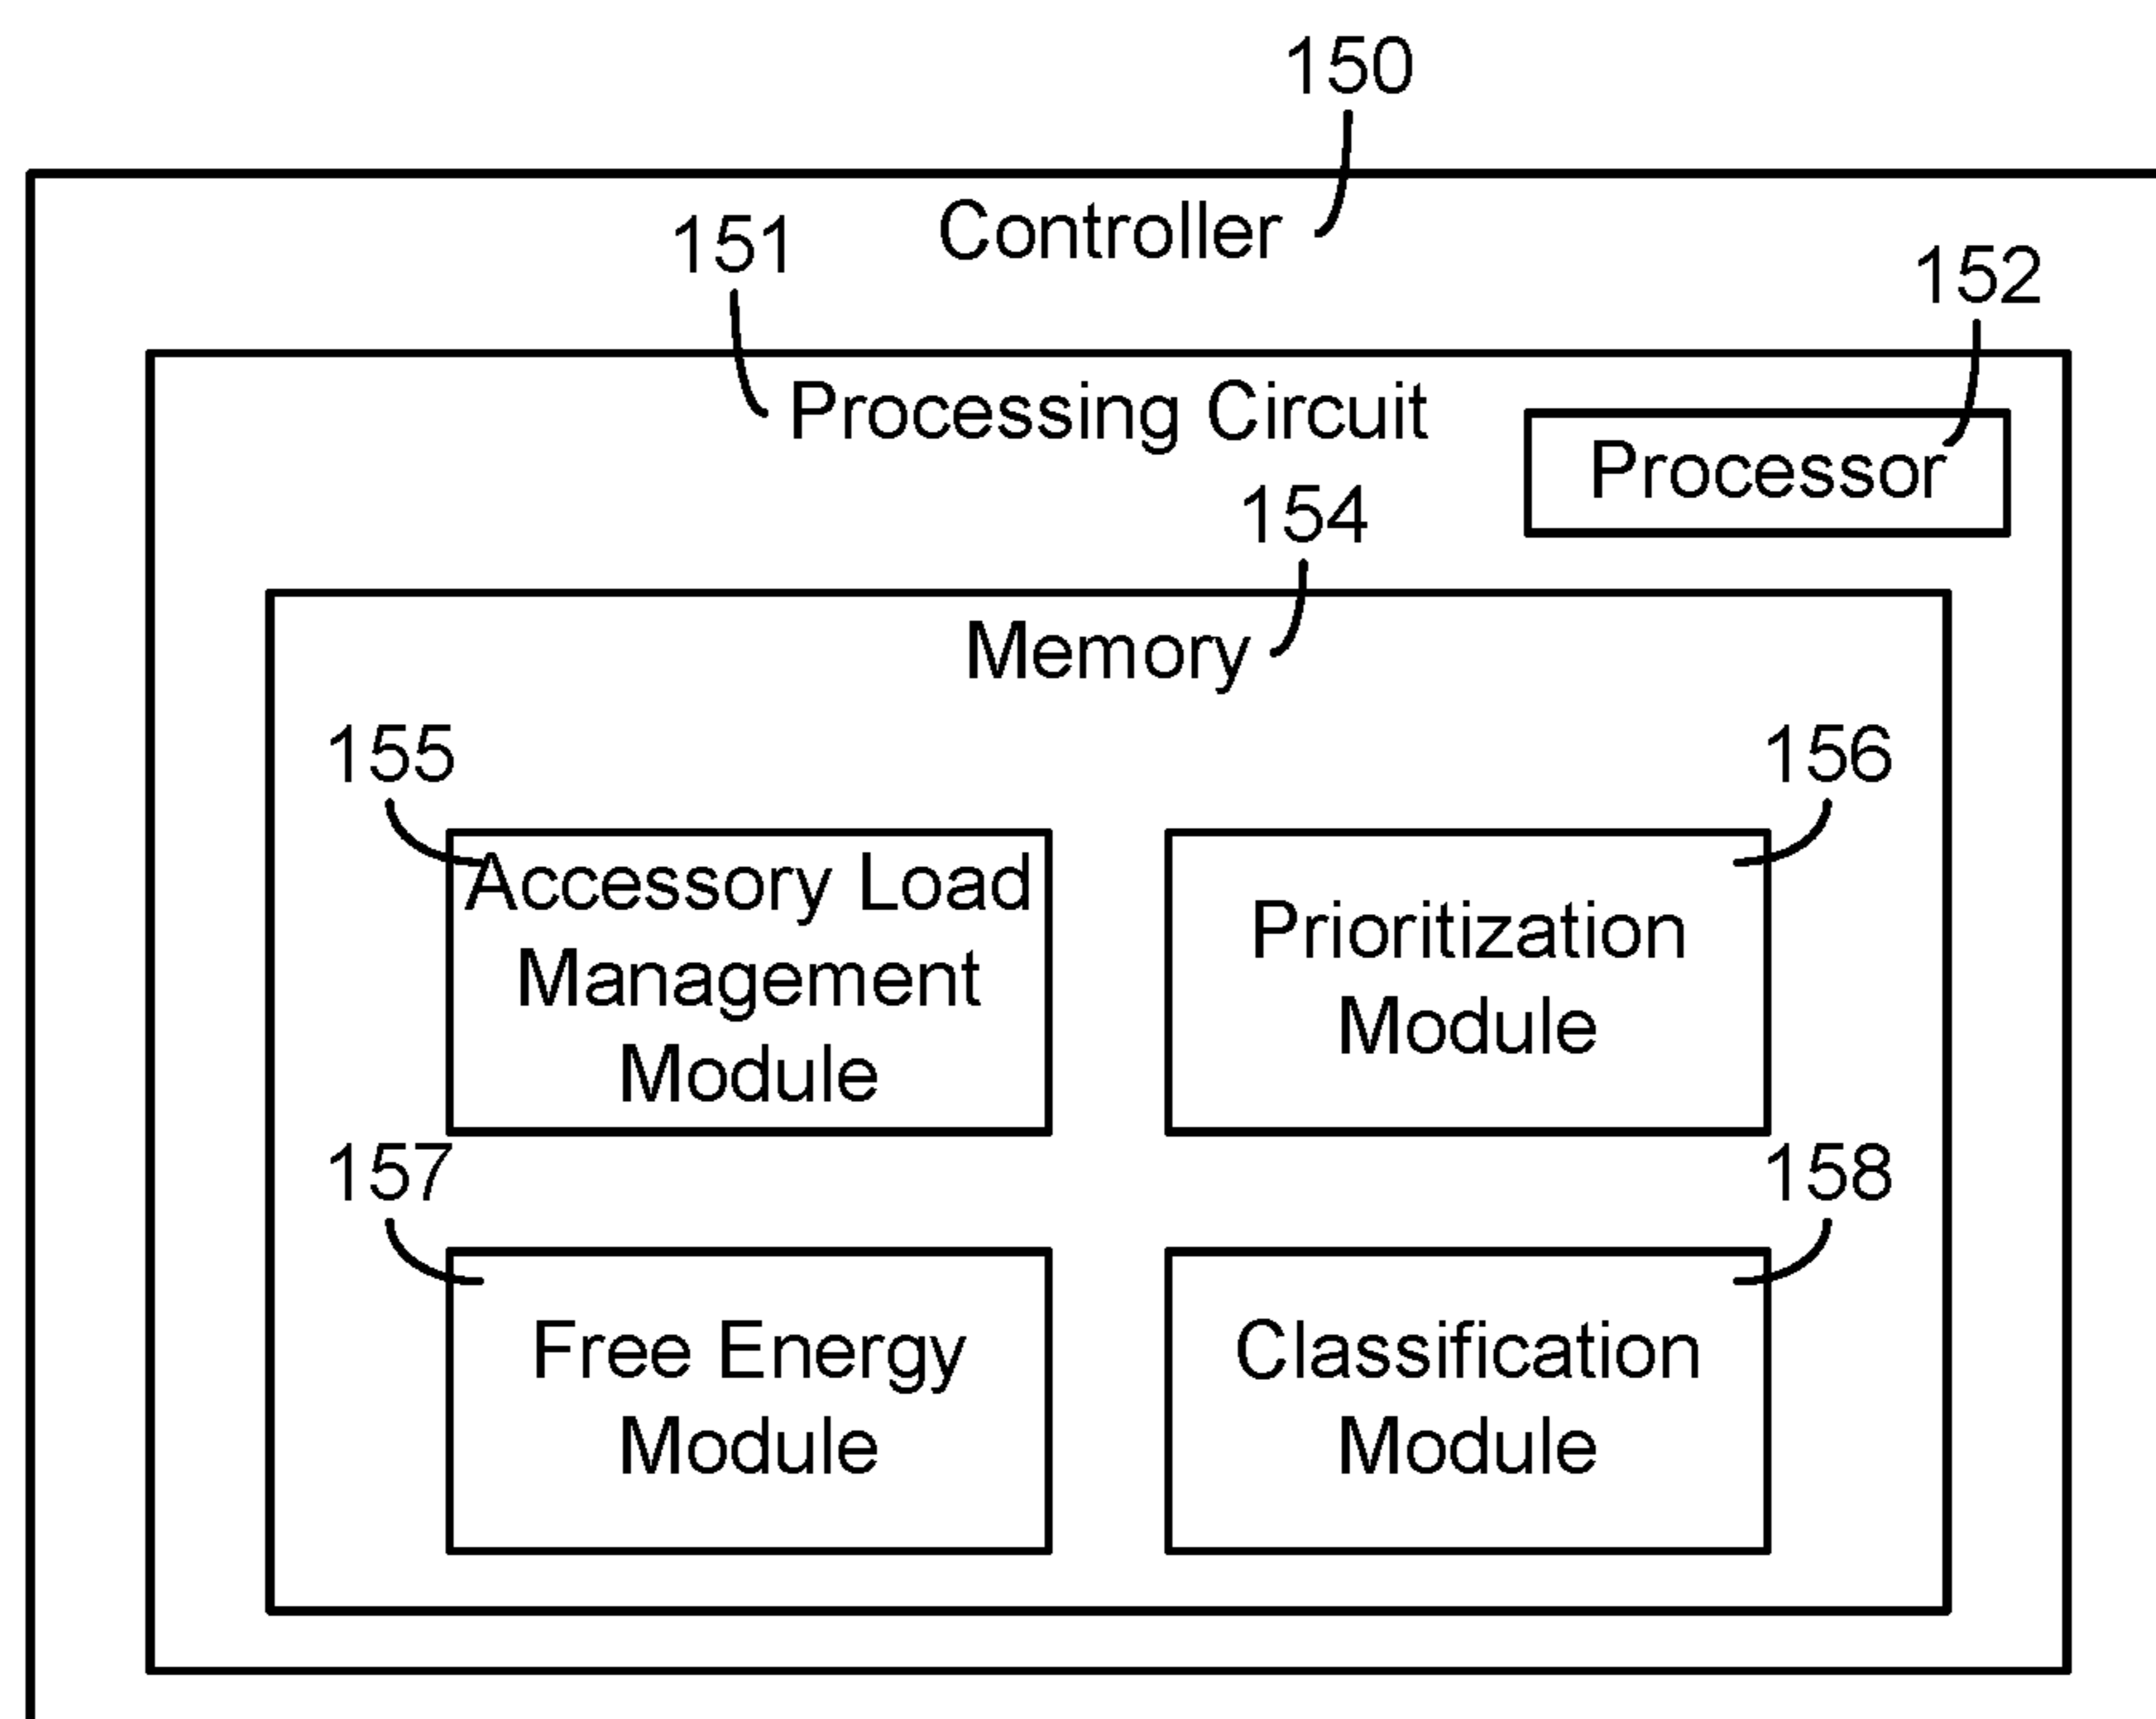 150
Controller
151
152
Processing Circuit
Processor
154
Memory
155
156
Accessory Load
Management
Module
Prioritization
Module
157
158
Free Energy
Module
Classification
Module